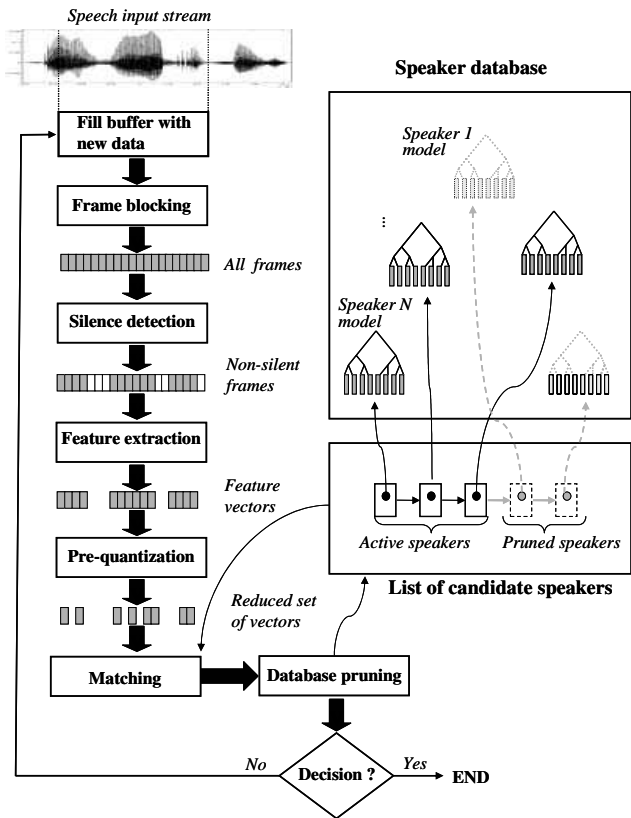 Speech input stream
Fill buffer with
new data
Frame blocking
All frames
Silence detection
Non-silent
frames
Feature extraction
Feature
vectors
Pre-quantization
Reduced set
of vectors
Matching
Database pruning
Decision ?
No
Yes
END
Speaker database
Speaker 1
model
...
Speaker N
model
Active speakers
Pruned speakers
List of candidate speakers